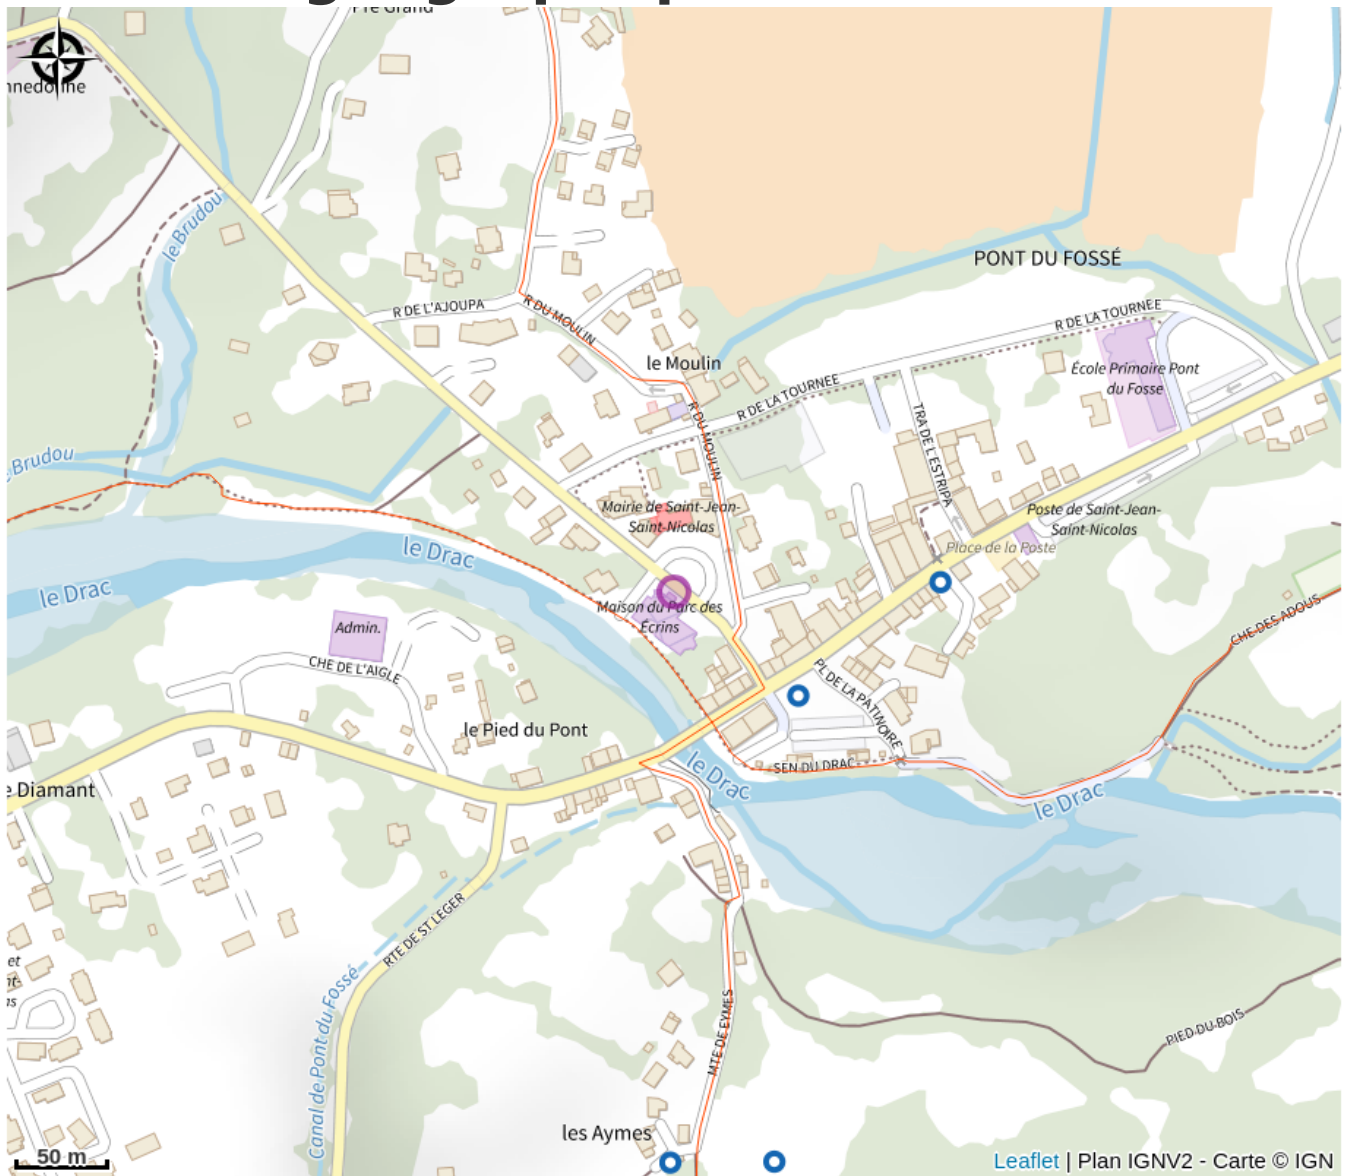 Pré Grand
le Brudou
PONT DU FOSSÉ
R DE L'AJOUPA
R DU MOULIN
R DE LA TOURNEE
le Moulin
École Primaire Pont
du Fosse
R DE LA TOURNEE
R DU MOULIN
TRA DE L'ESTRIPA
Brudou
Mairie de Saint-Jean-
Saint-Nicolas
Poste de Saint-Jean-
Saint-Nicolas
Place de la Poste
le Drac
le Drac
Maison du Parc des
Écrins
Admin.
CHE DES ADOUS
CHE DE L'AIGLE
PL DE LA PATINOIRE
le Pied du Pont
SEN DU DRAC
le Drac
le Drac
Diamant
RTE DE ST LEGER
Canal de Pont du Fossé
et
MTE DE EYMES
PIED DU BOIS
les Aymes
50 m
Leaflet | Plan IGNV2 - Carte © IGN